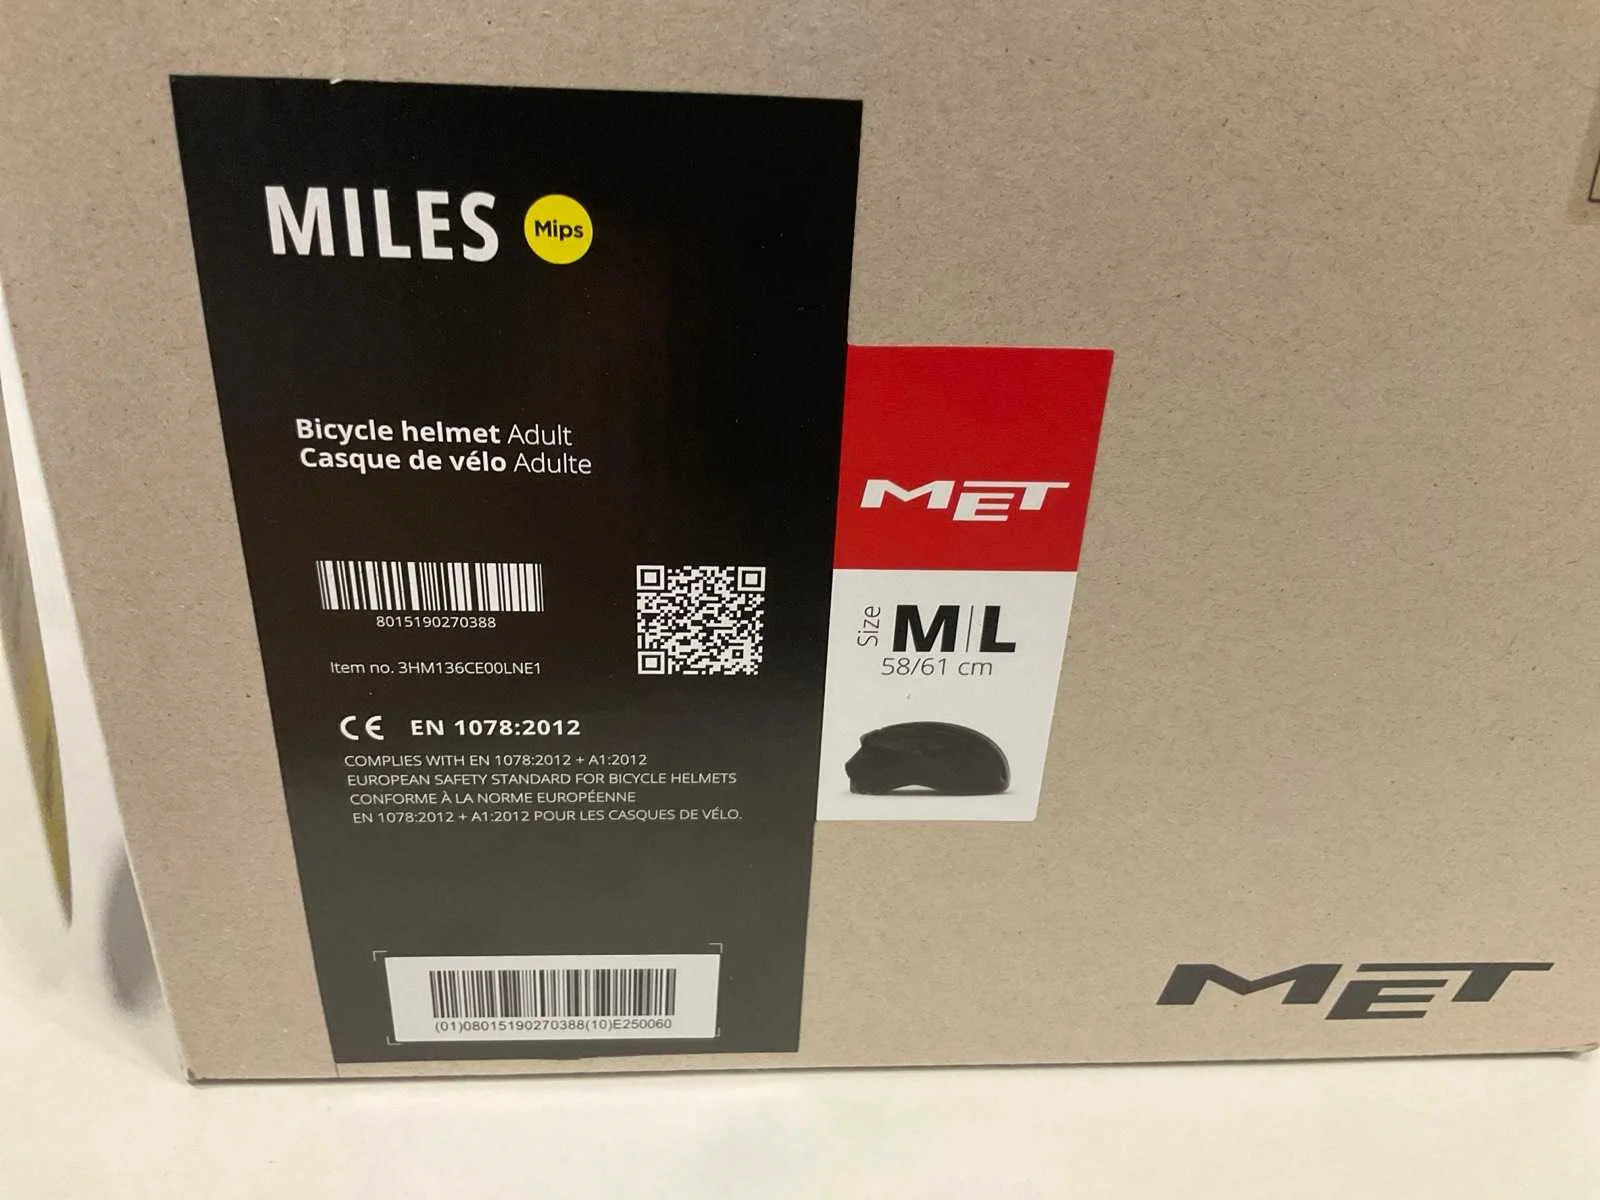 MILES Mips
Bicycle helmet Adult
Casque de vélo Adulte
8015190270388
Item no. 3HM136CE00LNE1
CE EN 1078:2012
COMPLIES WITH EN 1078:2012 + A1:2012
EUROPEAN SAFETY STANDARD FOR BICYCLE HELMETS
CONFORME À LA NORME EUROPÉENNE
EN 1078:2012 + A1:2012 POUR LES CASQUES DE VÉLO.
(01)08015190270388(10)E250060
MET
Size M|L
58/61 cm
MET